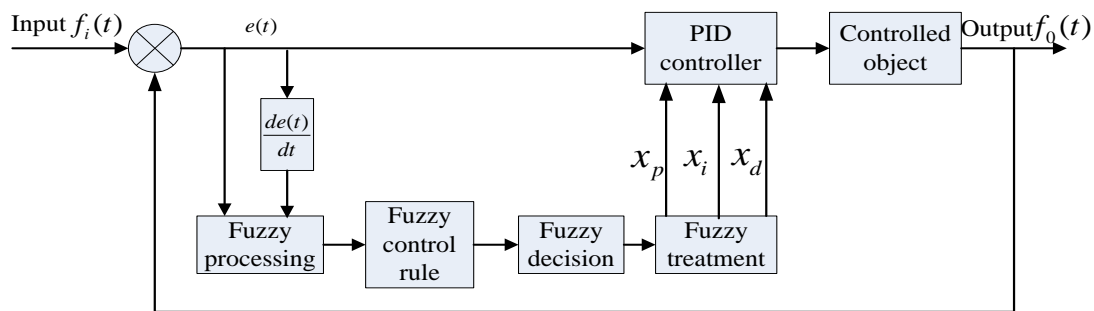 Input f_i(t)
e(t)
PID
controller
Controlled
object
Output f_0(t)
de(t)
dt
x_p
x_i
x_d
Fuzzy
processing
Fuzzy
control
rule
Fuzzy
decision
Fuzzy
treatment